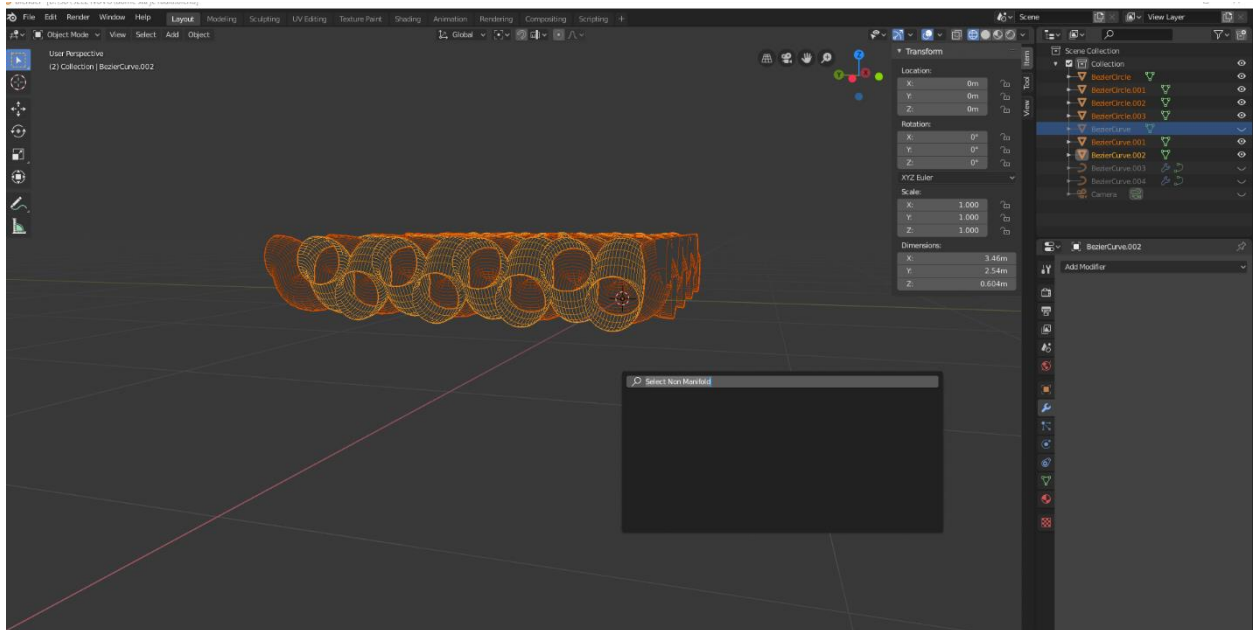 File Edit Render Window Help Layout Modeling Sculpting UV Editing Texture Paint Shading Animation Rendering Compositing Scripting + Scene View Layer
Object Mode View Select Add Object Global
User Perspective
(2) Collection | BezierCurve.002
Transform
Location:
X: 0m
Y: 0m
Z: 0m
Rotation:
X: 0°
Y: 0°
Z: 0°
XYZ Euler
Scale:
X: 1.000
Y: 1.000
Z: 1.000
Dimensions:
X: 3.46m
Y: 2.54m
Z: 0.604m
Item
Tool
View
Z
Y
X
Select Non Manifold
Scene Collection
Collection
BezierCircle
BezierCircle.001
BezierCircle.002
BezierCircle.003
BezierCurve
BezierCurve.001
BezierCurve.002
BezierCurve.003
BezierCurve.004
Camera
BezierCurve.002
Add Modifier